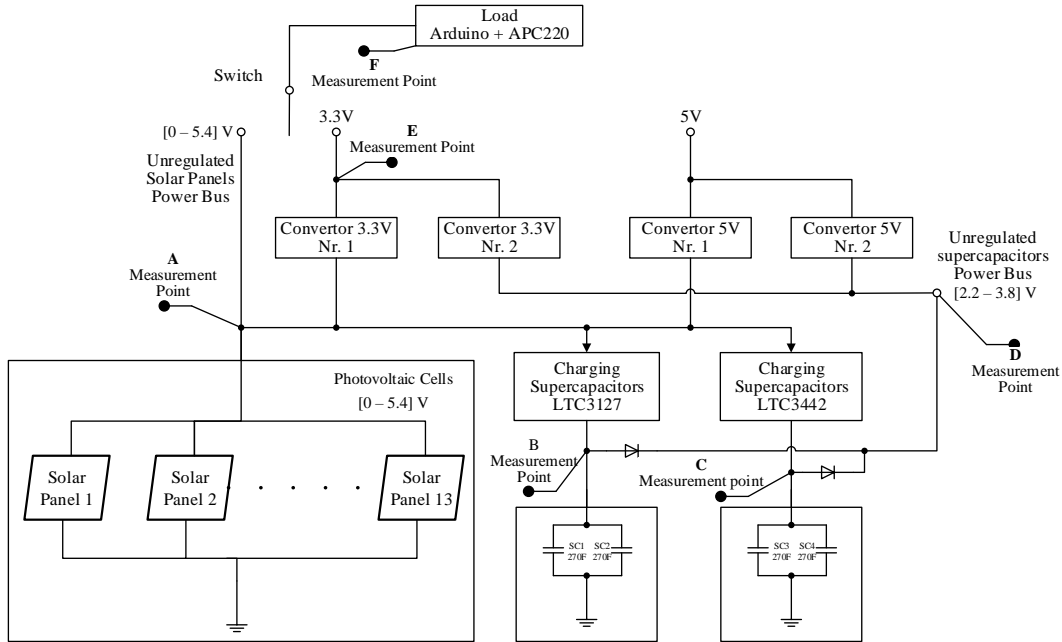 Load
Arduino + APC220
F
Measurement Point
Switch
[0 – 5.4] V
3.3V
5V
E
Measurement Point
Unregulated
Solar Panels
Power Bus
Convertor 3.3V
Nr. 1
Convertor 3.3V
Nr. 2
Convertor 5V
Nr. 1
Convertor 5V
Nr. 2
Unregulated
supercapacitors
Power Bus
[2.2 – 3.8] V
A
Measurement
Point
D
Measurement
Point
Charging
Supercapacitors
LTC3127
Charging
Supercapacitors
LTC3442
Photovoltaic Cells
[0 – 5.4] V
B
Measurement
Point
C
Measurement point
Solar
Panel 1
Solar
Panel 2
. . . . .
Solar
Panel 13
SC1
270F
SC2
270F
SC3
270F
SC4
270F